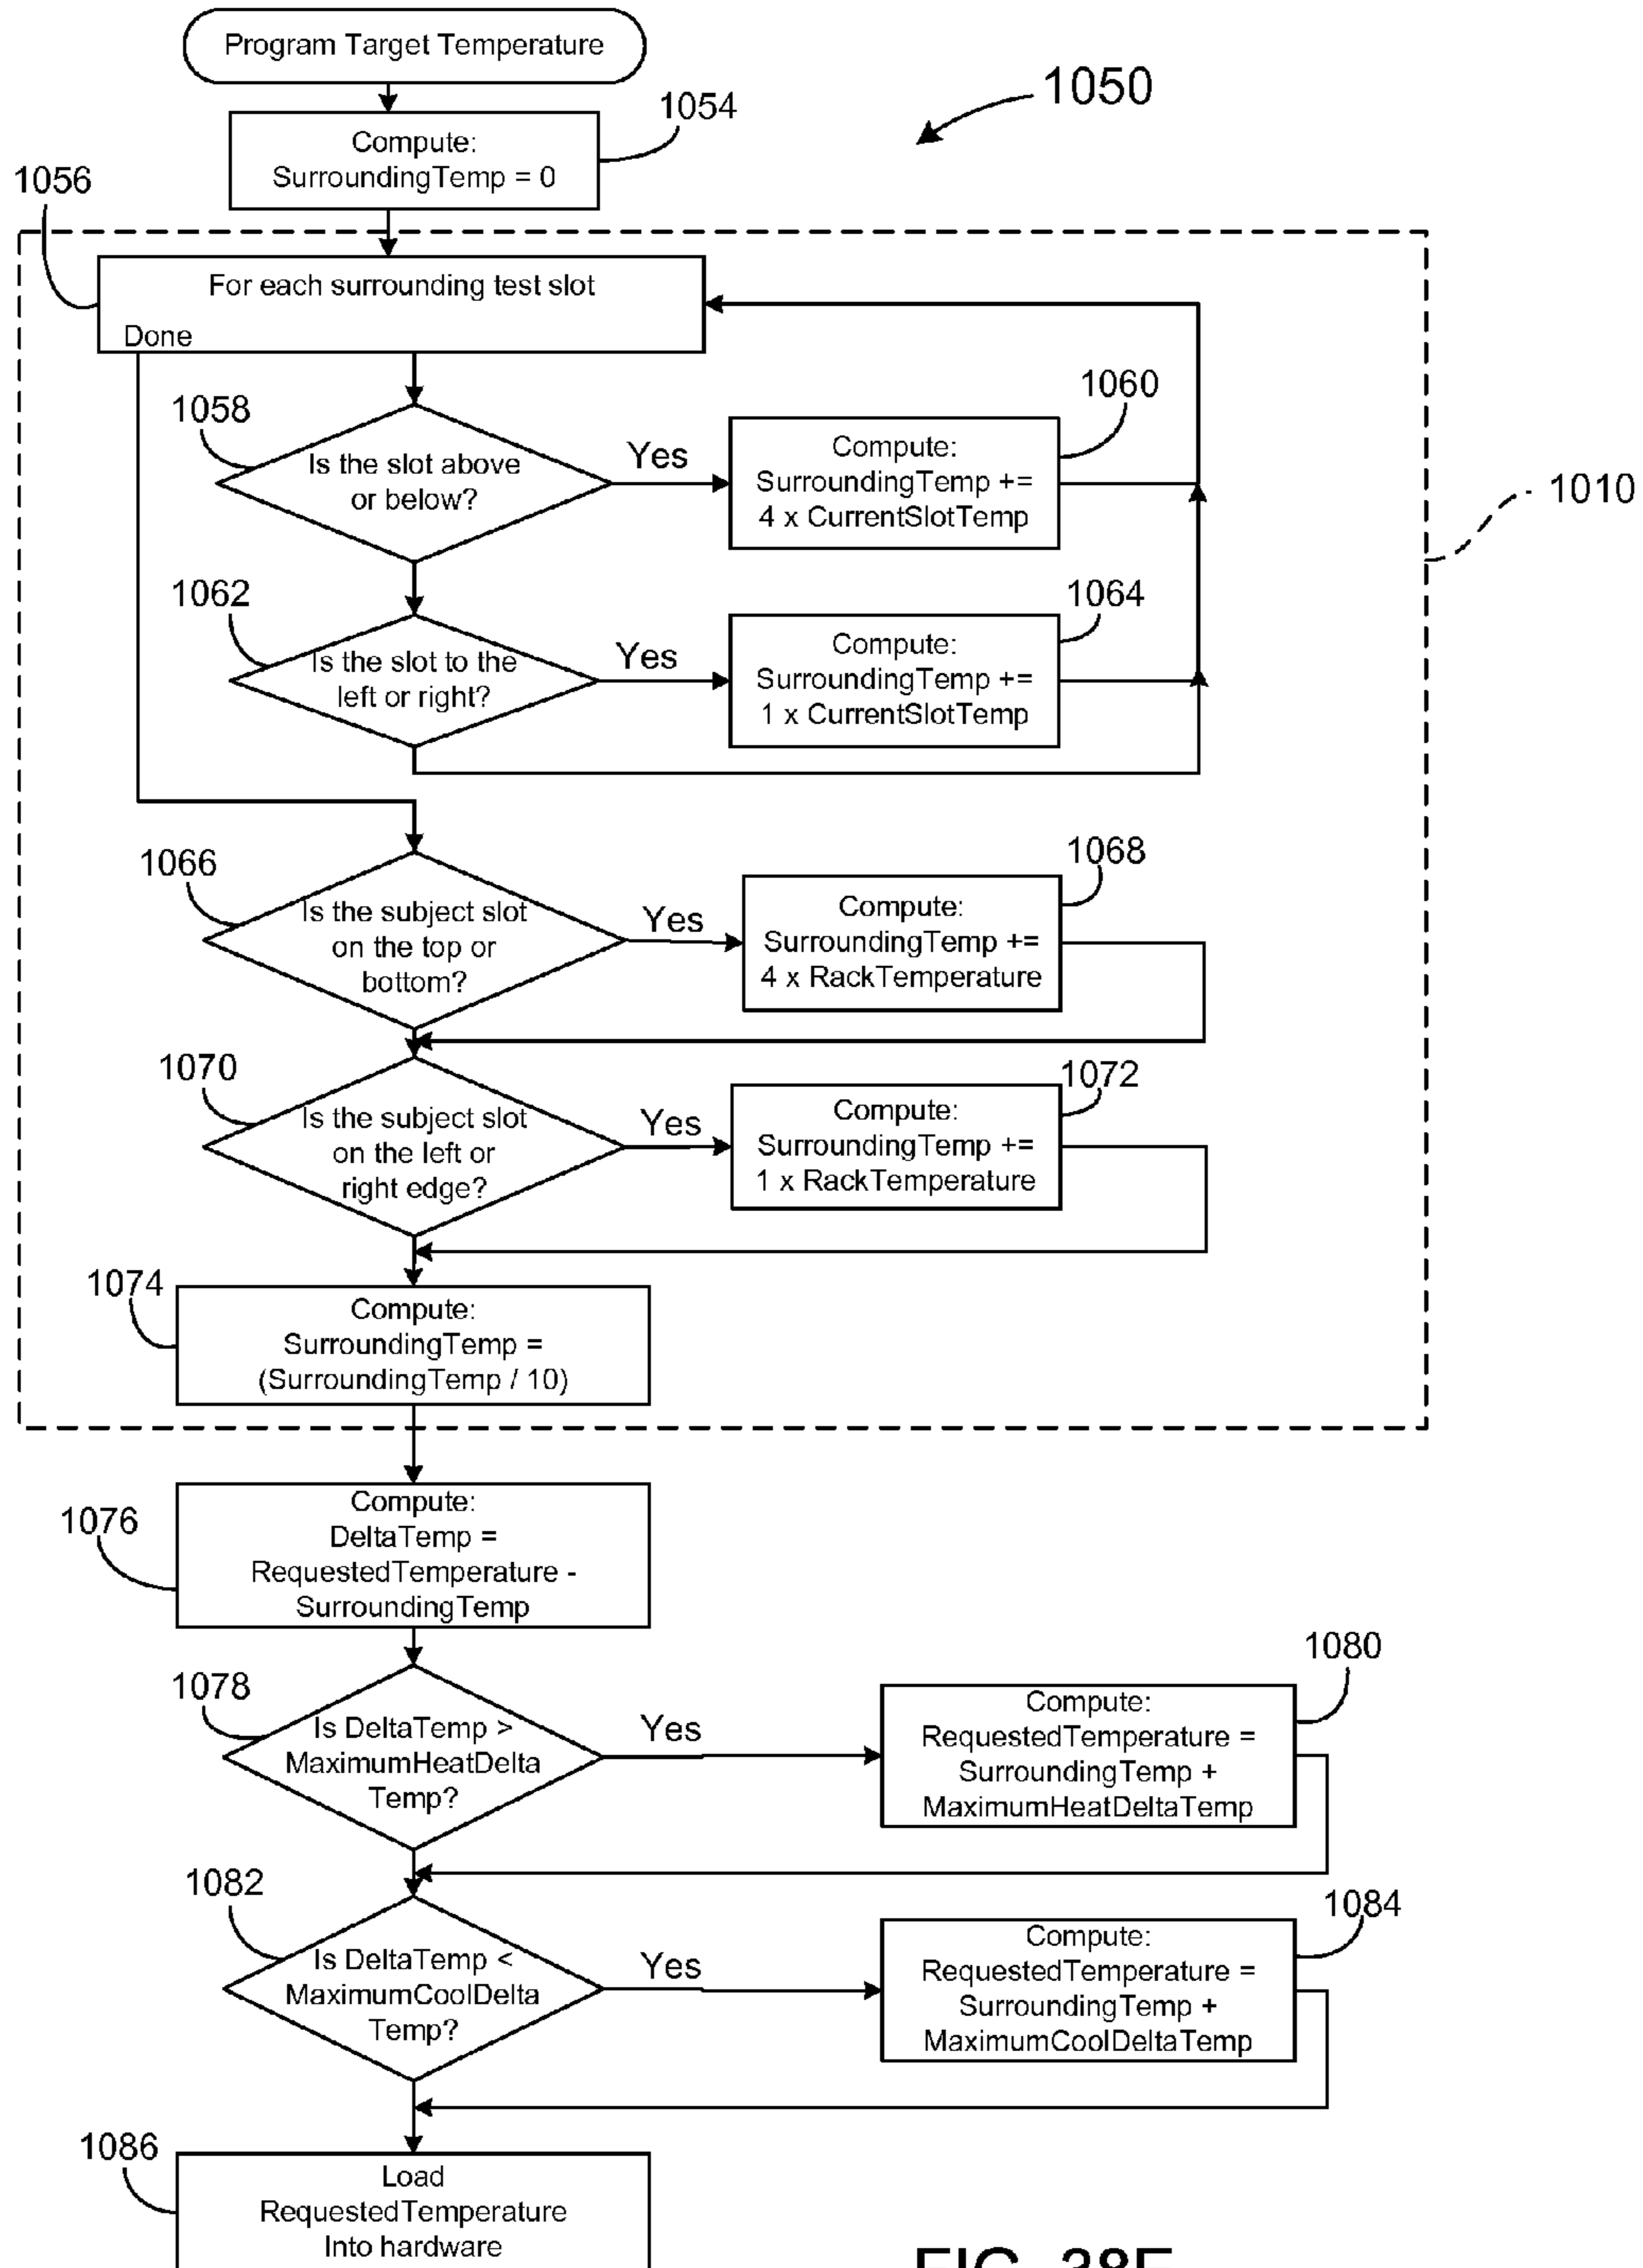 Program Target Temperature
1050
1054
Compute:
SurroundingTemp = 0
1056
For each surrounding test slot
Done
1058
Is the slot above
or below?
Yes
1060
Compute:
SurroundingTemp +=
4 x CurrentSlotTemp
1010
1062
Is the slot to the
left or right?
Yes
1064
Compute:
SurroundingTemp +=
1 x CurrentSlotTemp
1066
Is the subject slot
on the top or
bottom?
Yes
1068
Compute:
SurroundingTemp +=
4 x RackTemperature
1070
Is the subject slot
on the left or
right edge?
Yes
1072
Compute:
SurroundingTemp +=
1 x RackTemperature
1074
Compute:
SurroundingTemp =
(SurroundingTemp / 10)
1076
Compute:
DeltaTemp =
RequestedTemperature -
SurroundingTemp
1078
Is DeltaTemp >
MaximumHeatDelta
Temp?
Yes
1080
Compute:
RequestedTemperature =
SurroundingTemp +
MaximumHeatDeltaTemp
1082
Is DeltaTemp <
MaximumCoolDelta
Temp?
Yes
1084
Compute:
RequestedTemperature =
SurroundingTemp +
MaximumCoolDeltaTemp
1086
Load
RequestedTemperature
Into hardware